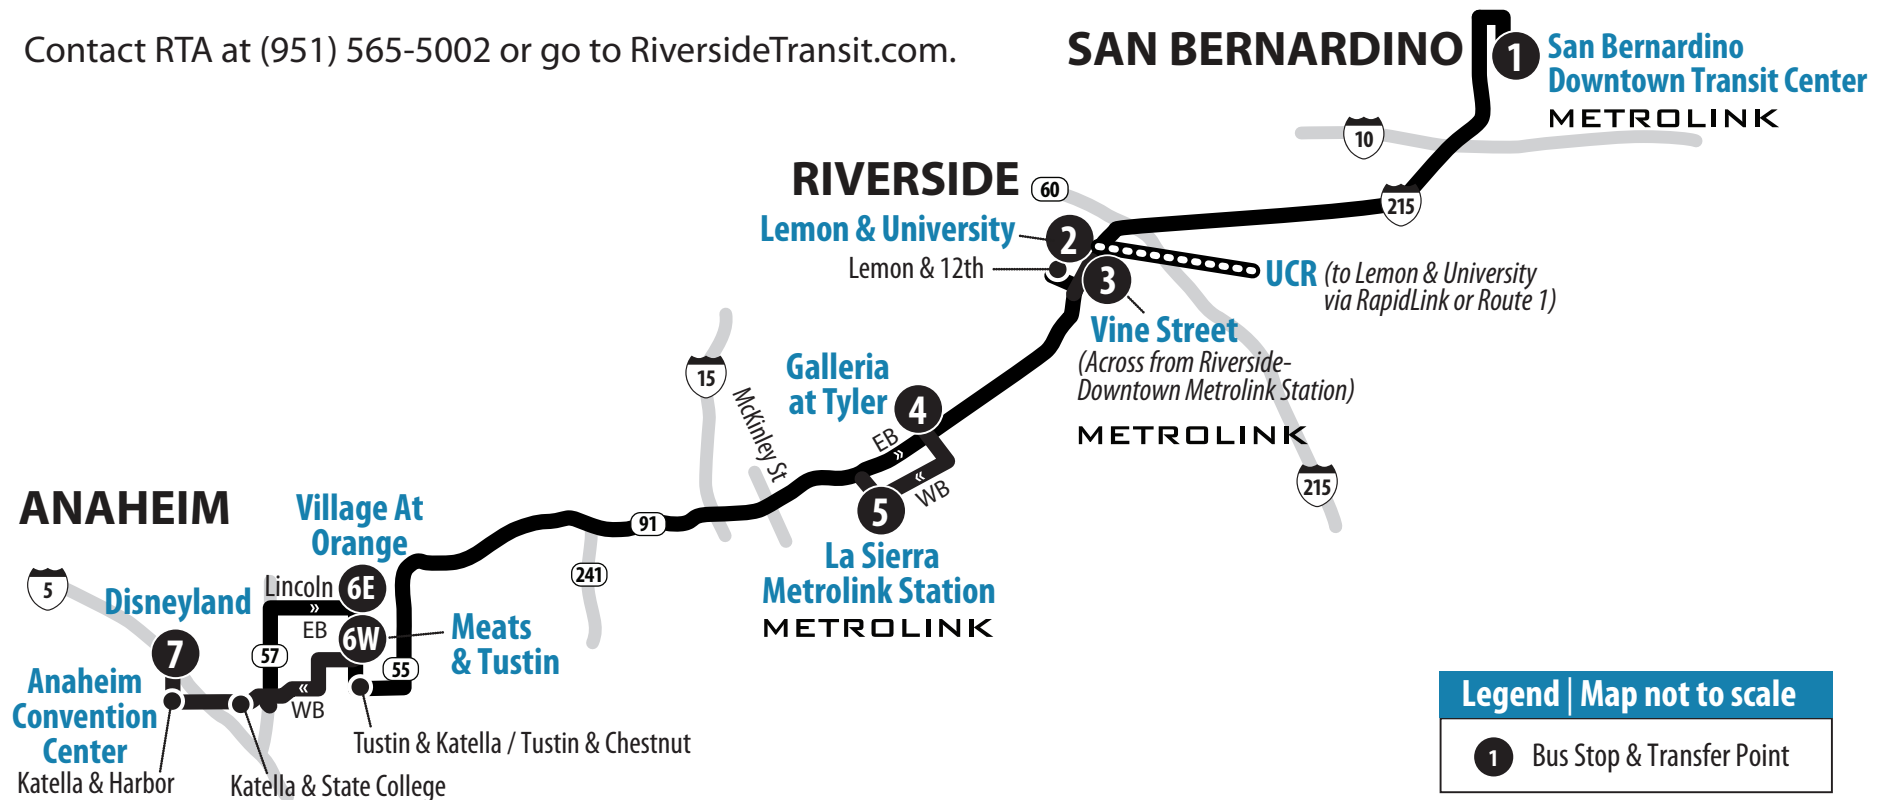 Contact RTA at (951) 565-5002 or go to RiversideTransit.com.
SAN BERNARDINO
1
San Bernardino
Downtown Transit Center
METROLINK
10
215
RIVERSIDE
60
Lemon & University
2
Lemon & 12th
3
UCR (to Lemon & University
via RapidLink or Route 1)
Vine Street
(Across from Riverside-
Downtown Metrolink Station)
METROLINK
215
15
McKinley St
Galleria
at Tyler
4
EB
»
«
WB
5
La Sierra
Metrolink Station
METROLINK
91
241
ANAHEIM
Village At
Orange
5
Disneyland
Lincoln
6E
»
EB
6W
Meats
& Tustin
7
57
55
«
WB
Anaheim
Convention
Center
Katella & Harbor
Katella & State College
Tustin & Katella / Tustin & Chestnut
Legend | Map not to scale
1 Bus Stop & Transfer Point